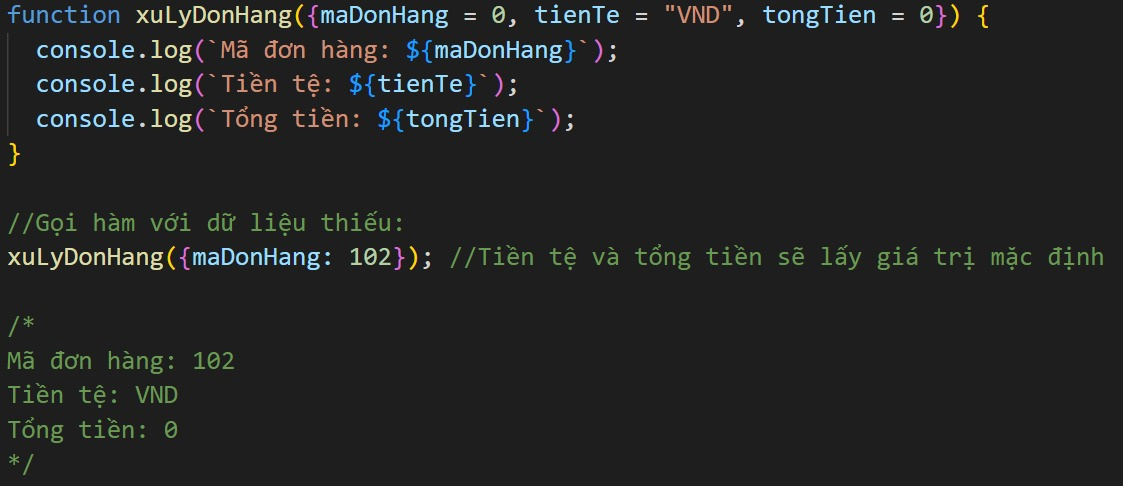 function xuLyDonHang({maDonHang = 0, tienTe = "VND", tongTien = 0}) {
  console.log(`Mã đơn hàng: ${maDonHang}`);
  console.log(`Tiền tệ: ${tienTe}`);
  console.log(`Tổng tiền: ${tongTien}`);
}

//Gọi hàm với dữ liệu thiếu:
xuLyDonHang({maDonHang: 102}); //Tiền tệ và tổng tiền sẽ lấy giá trị mặc định

/*
Mã đơn hàng: 102
Tiền tệ: VND
Tổng tiền: 0
*/